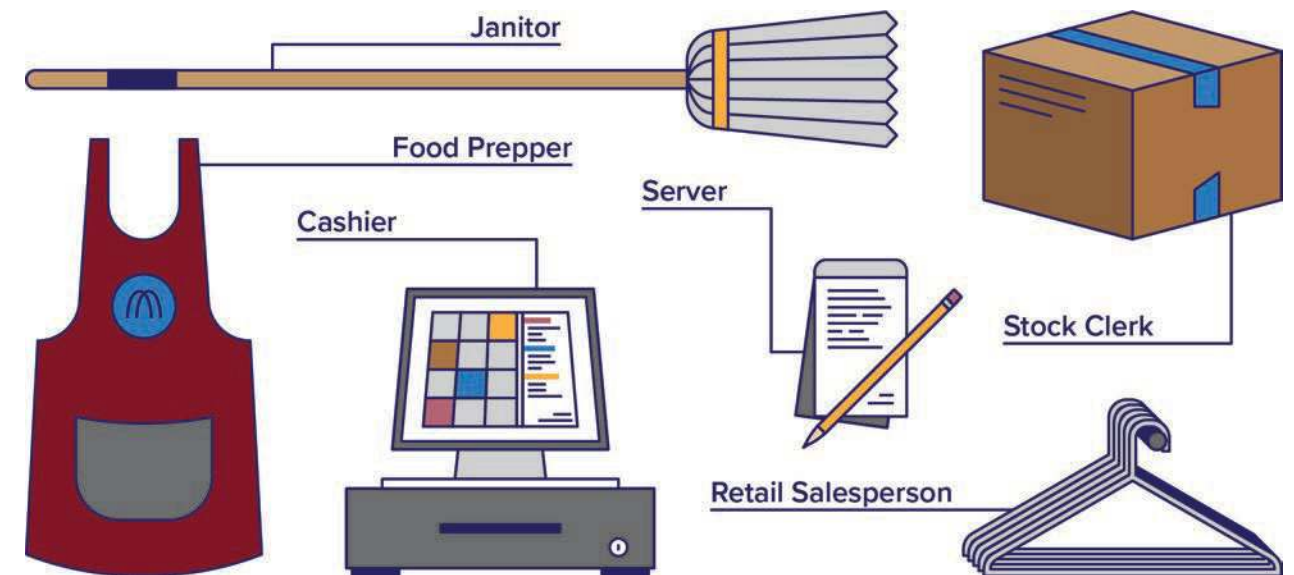 Janitor
Food Prepper
Cashier
Server
Stock Clerk
Retail Salesperson